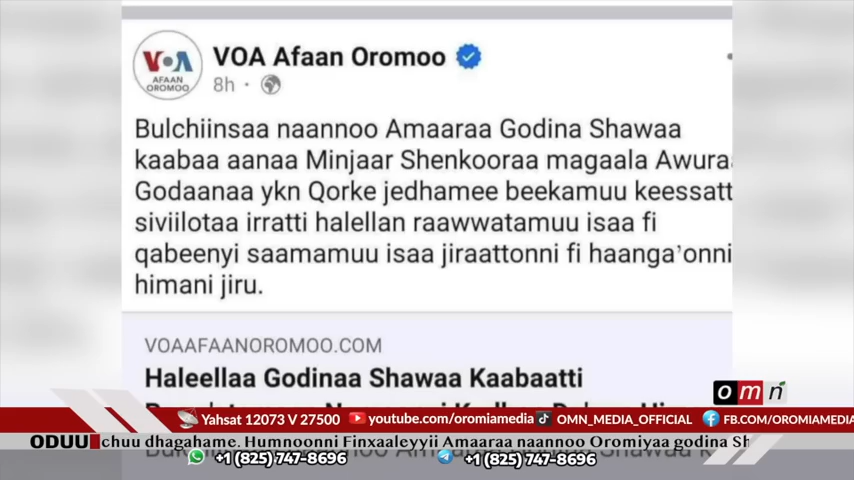 VOA
AFAAN
OROMOO
VOA Afaan Oromoo
8h ·
Bulchiinsaa naannoo Amaaraa Godina Shawaa
kaabaa aanaa Minjaar Shenkooraa magaala Awuraa
Godaanaa ykn Qorke jedhamee beekamuu keessatt
siviilotaa irratti halellan raawwatamuu isaa fi
qabeenyi saamamuu isaa jiraattonni fi haanga’onni
himani jiru.
VOAAFAANOROMOO.COM
Haleellaa Godinaa Shawaa Kaabaatti
omn
Yahsat 12073 V 27500 youtube.com/oromiamedia OMN_MEDIA_OFFICIAL FB.COM/OROMIAMEDIA
ODUU chuu dhagahame. Humnoonni Finxaaleyyii Amaaraa naannoo Oromiyaa godina Sh
+1 (825) 747-8696 +1 (825) 747-8696